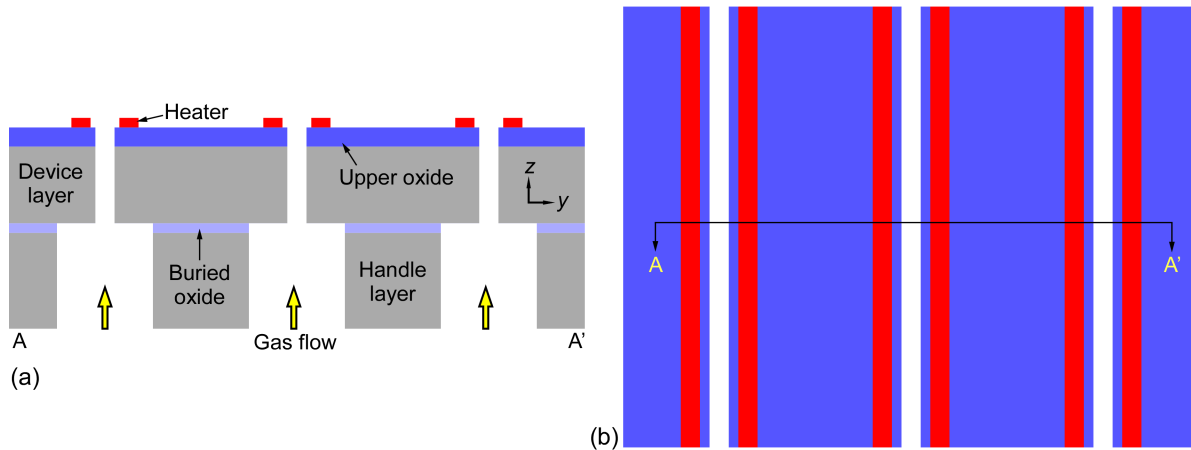 Heater
Device
layer
Upper oxide
z
y
Buried
oxide
Handle
layer
A
Gas flow
A'
(a)
A
A'
(b)